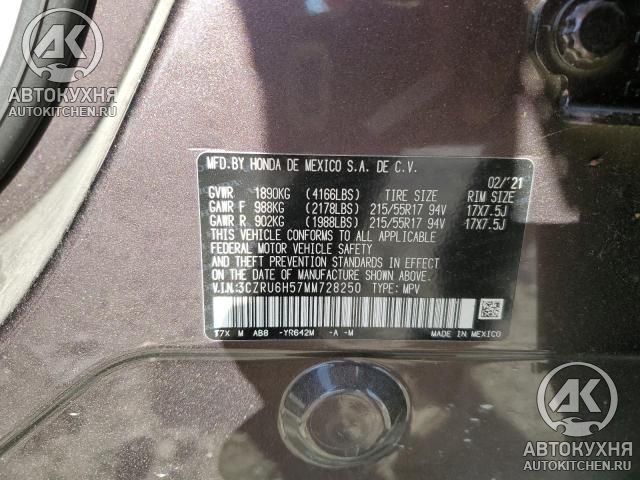 AK
АВТОКУХНЯ
AUTOKITCHEN.RU
MFD. BY HONDA DE MEXICO S.A. DE C.V.
02/'21
GVWR 1890KG (4166LBS) TIRE SIZE RIM SIZE
GAWR F 988KG (2178LBS) 215/55R17 94V 17X7.5J
GAWR R 902KG (1988LBS) 215/55R17 94V 17X7.5J
THIS VEHICLE CONFORMS TO ALL APPLICABLE
FEDERAL MOTOR VEHICLE SAFETY
AND THEFT PREVENTION STANDARDS IN EFFECT
ON THE DATE OF MANUFACTURE SHOWN ABOVE.
V.I.N:3CZRU6H57MM728250 TYPE: MPV
T7X M AB8 -YR642M -A -M MADE IN MEXICO
AK
АВТОКУХНЯ
AUTOKITCHEN.RU